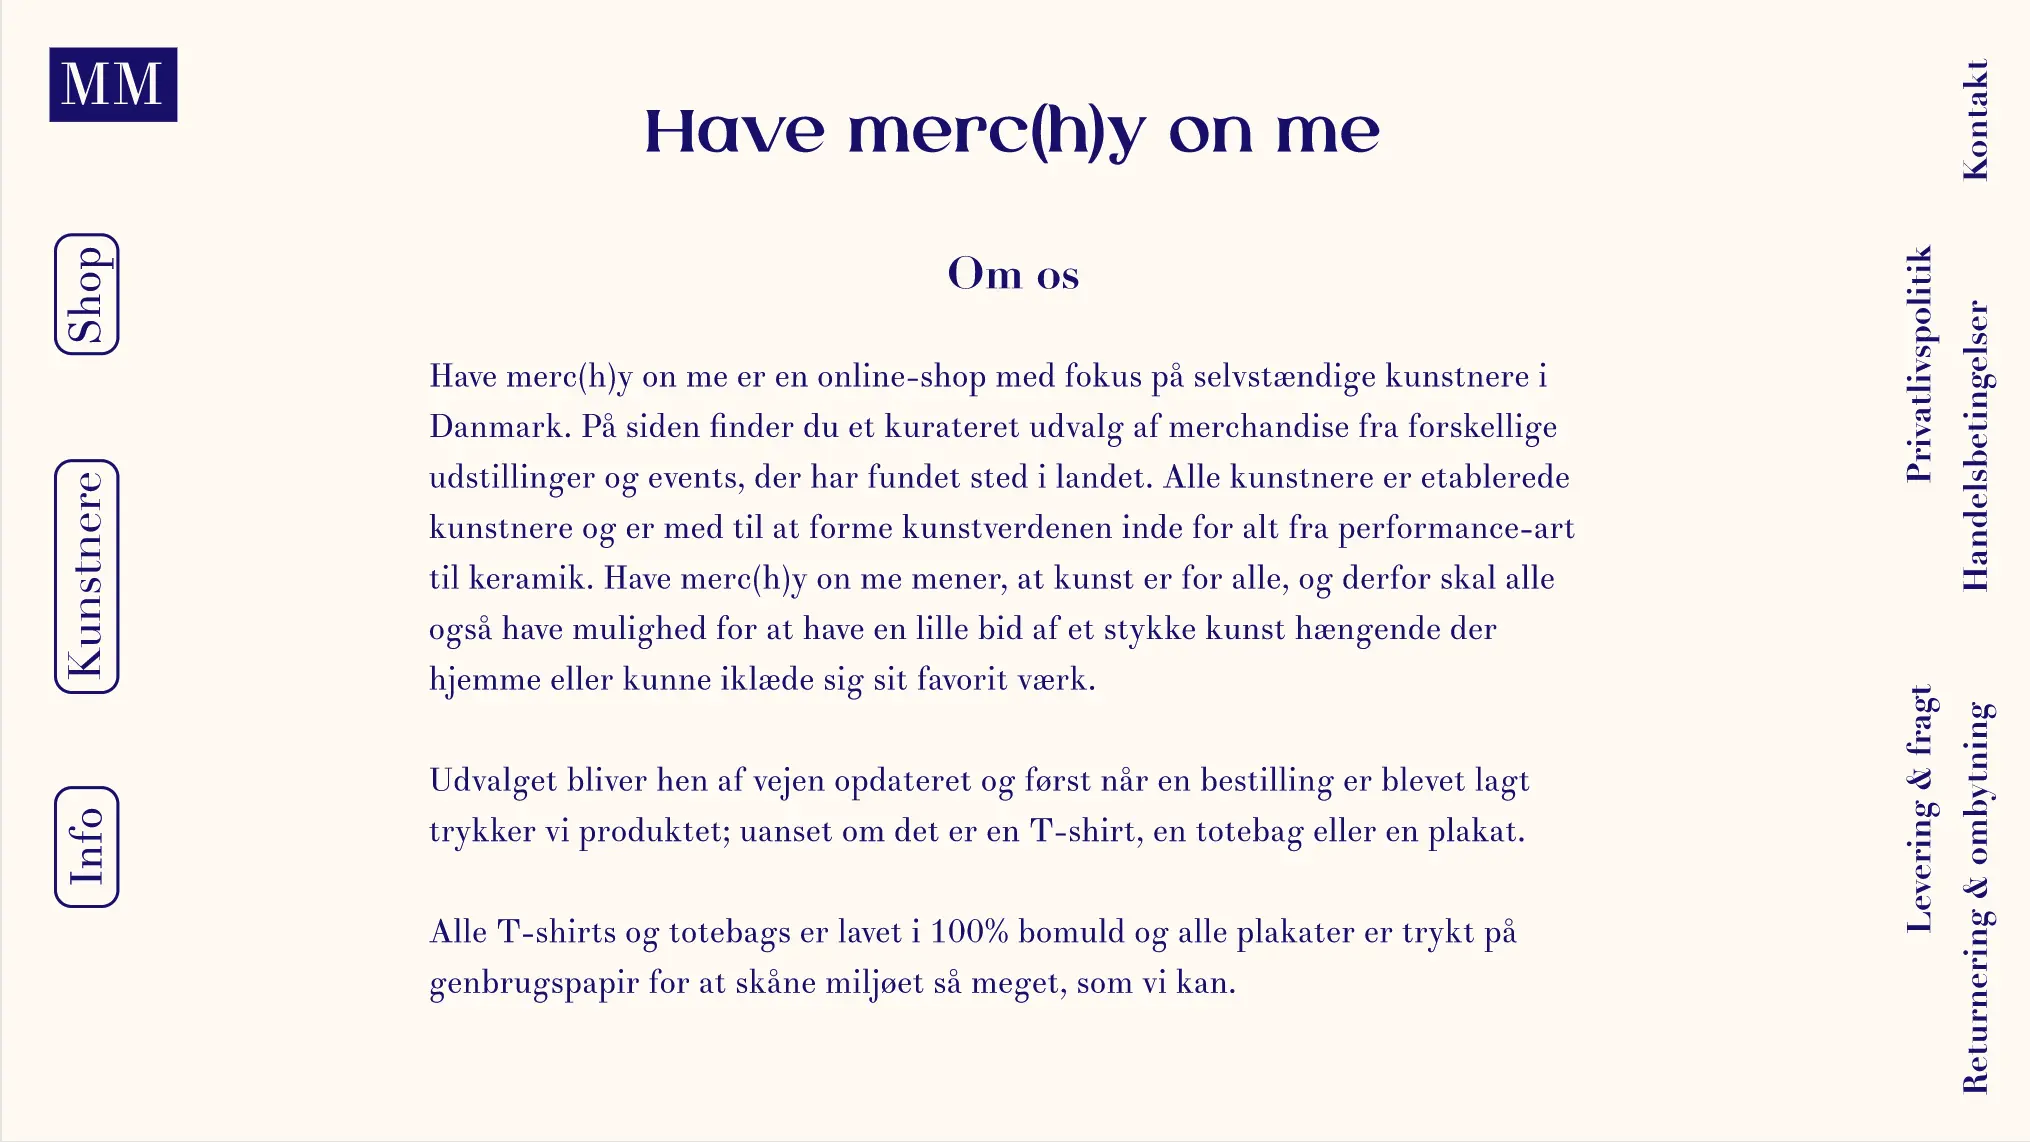 MM
Have merc(h)y on me
Shop
Kunstnere
Info
Om os
Have merc(h)y on me er en online-shop med fokus på selvstændige kunstnere i
Danmark. På siden finder du et kurateret udvalg af merchandise fra forskellige
udstillinger og events, der har fundet sted i landet. Alle kunstnere er etablerede
kunstnere og er med til at forme kunstverdenen inde for alt fra performance-art
til keramik. Have merc(h)y on me mener, at kunst er for alle, og derfor skal alle
også have mulighed for at have en lille bid af et stykke kunst hængende der
hjemme eller kunne iklæde sig sit favorit værk.
Udvalget bliver hen af vejen opdateret og først når en bestilling er blevet lagt
trykker vi produktet; uanset om det er en T-shirt, en totebag eller en plakat.
Alle T-shirts og totebags er lavet i 100% bomuld og alle plakater er trykt på
genbrugspapir for at skåne miljøet så meget, som vi kan.
Kontakt
Privatlivspolitik
Handelsbetingelser
Levering & fragt
Returnering & ombytning